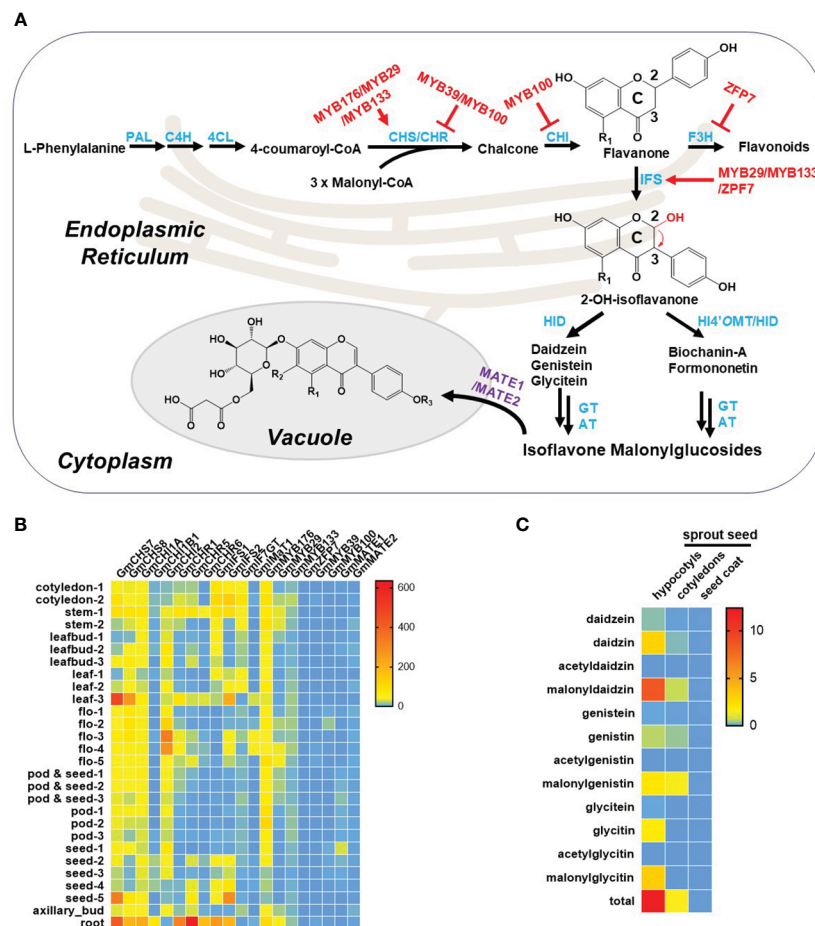 A
OH
HO
O
2
C
3
R1
O
Flavanone
MYB176/MYB29
/MYB133
MYB39/MYB100
MYB100
ZFP7
PAL
C4H
4CL
CHS/CHR
CHI
F3H
L-Phenylalanine
4-coumaroyl-CoA
Chalcone
Flavonoids
3 x Malonyl-CoA
IFS
MYB29/MYB133
/ZPF7
Endoplasmic
Reticulum
HO
O
2
OH
C
3
R1
O
OH
2-OH-isoflavanone
HID
HI4'OMT/HID
Daidzein
Genistein
Glycitein
Biochanin-A
Formononetin
GT
AT
GT
AT
Isoflavone Malonylglucosides
MATE1
/MATE2
OH
HO
HO
O
O
O
R2
R1
O
OR3
HO
O
O
O
Vacuole
Cytoplasm
B
GmCHS7
GmCHS8
GmCHI1A
GmCHI1B1
GmCHI2
GmCHR1
GmCHR5
GmCHR6
GmIFS1
GmIFS2
GmIF7GT
GmIMaT1
GmMYB176
GmMYB29
GmMYB133
GmZFP7
GmMYB39
GmMYB100
GmMATE1
GmMATE2
cotyledon-1
cotyledon-2
stem-1
stem-2
leafbud-1
leafbud-2
leafbud-3
leaf-1
leaf-2
leaf-3
flo-1
flo-2
flo-3
flo-4
flo-5
pod & seed-1
pod & seed-2
pod & seed-3
pod-1
pod-2
pod-3
seed-1
seed-2
seed-3
seed-4
seed-5
axillary_bud
root
600
400
200
0
C
sprout seed
hypocotyls
cotyledons
seed coat
daidzein
daidzin
acetyldaidzin
malonyldaidzin
genistein
genistin
acetylgenistin
malonylgenistin
glycitein
glycitin
acetylglycitin
malonylglycitin
total
10
5
0